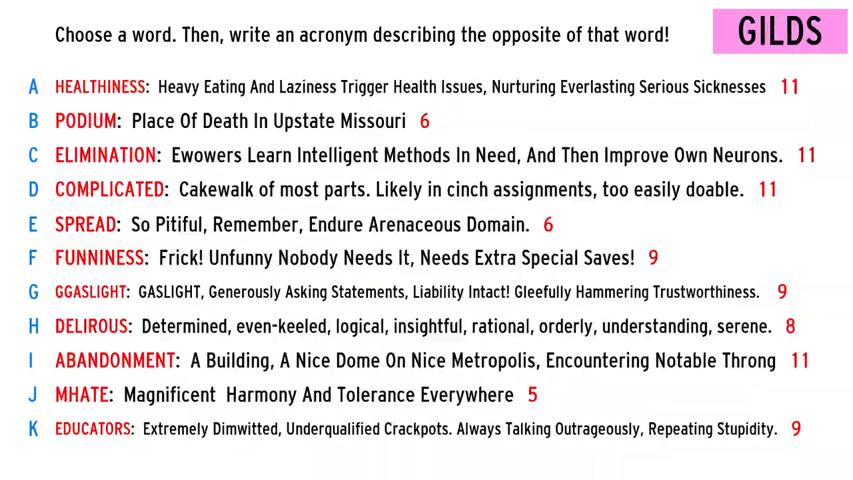 Choose a word. Then, write an acronym describing the opposite of that word!
GILDS
A HEALTHINESS: Heavy Eating And Laziness Trigger Health Issues, Nurturing Everlasting Serious Sicknesses 11
B PODIUM: Place Of Death In Upstate Missouri 6
C ELIMINATION: Ewowers Learn Intelligent Methods In Need, And Then Improve Own Neurons. 11
D COMPLICATED: Cakewalk of most parts. Likely in cinch assignments, too easily doable. 11
E SPREAD: So Pitiful, Remember, Endure Arenaceous Domain. 6
F FUNNINESS: Frick! Unfunny Nobody Needs It, Needs Extra Special Saves! 9
G GGASLIGHT: GASLIGHT, Generously Asking Statements, Liability Intact! Gleefully Hammering Trustworthiness. 9
H DELIROUS: Determined, even-keeled, logical, insightful, rational, orderly, understanding, serene. 8
I ABANDONMENT: A Building, A Nice Dome On Nice Metropolis, Encountering Notable Throng 11
J MHATE: Magnificent Harmony And Tolerance Everywhere 5
K EDUCATORS: Extremely Dimwitted, Underqualified Crackpots. Always Talking Outrageously, Repeating Stupidity. 9